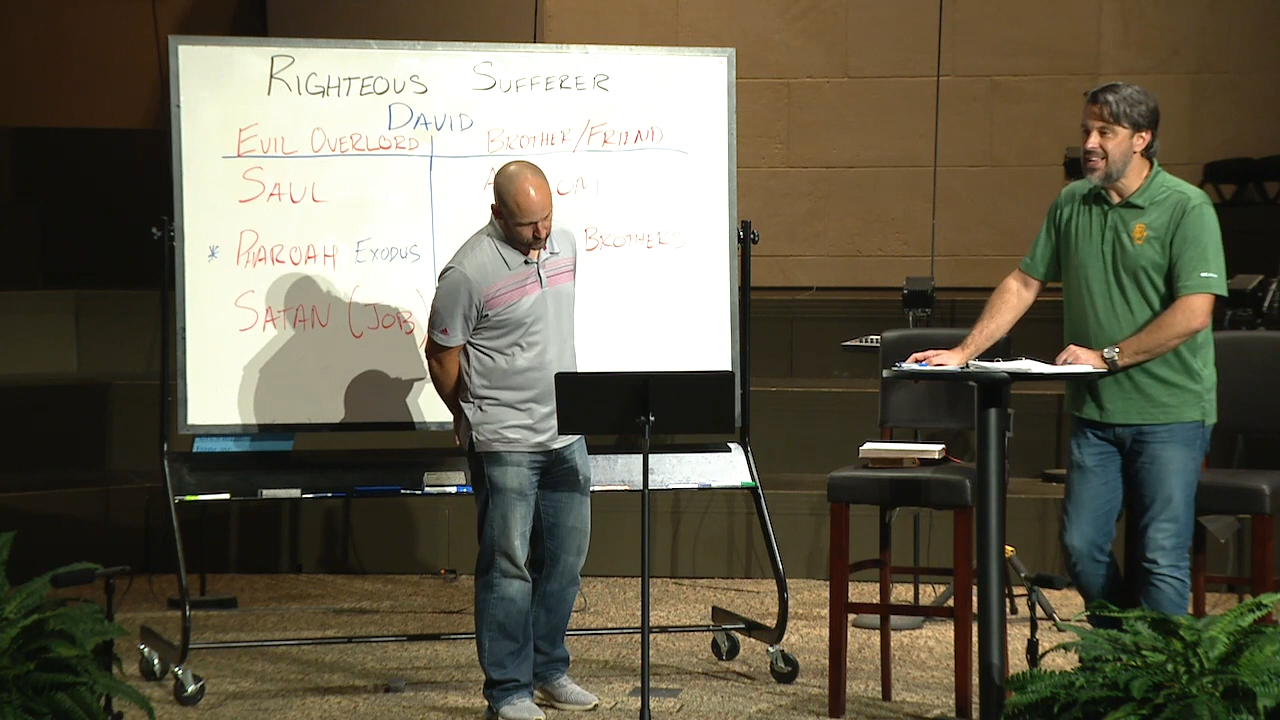 RIGHTEOUS SUFFERER
DAVID
EVIL OVERLORD BROTHER/FRIEND
SAUL
* PHAROAH EXODUS BROTHERS
SATAN (JOB)